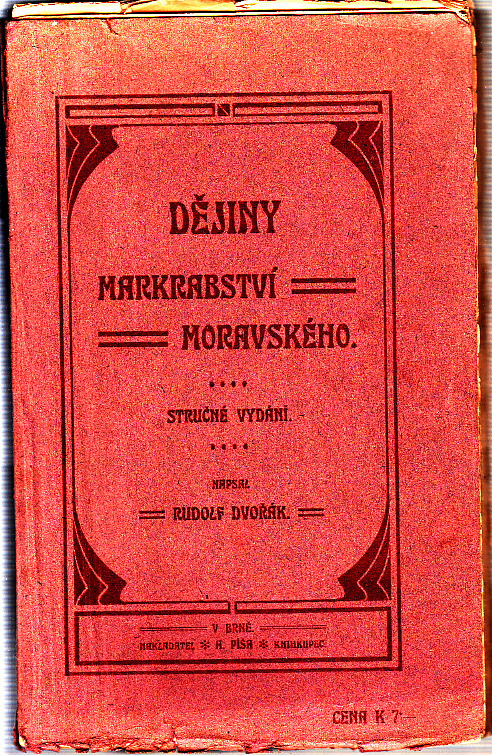 DĚJINY
MARKRABSTVÍ
MORAVSKÉHO.
STRUČNÉ VYDÁNÍ.
NAPSAL
RUDOLF DVOŘÁK.
V BRNĚ.
NAKLADATEL * H. PÍŠA * KNIHKUPEC.
CENA K 7·—